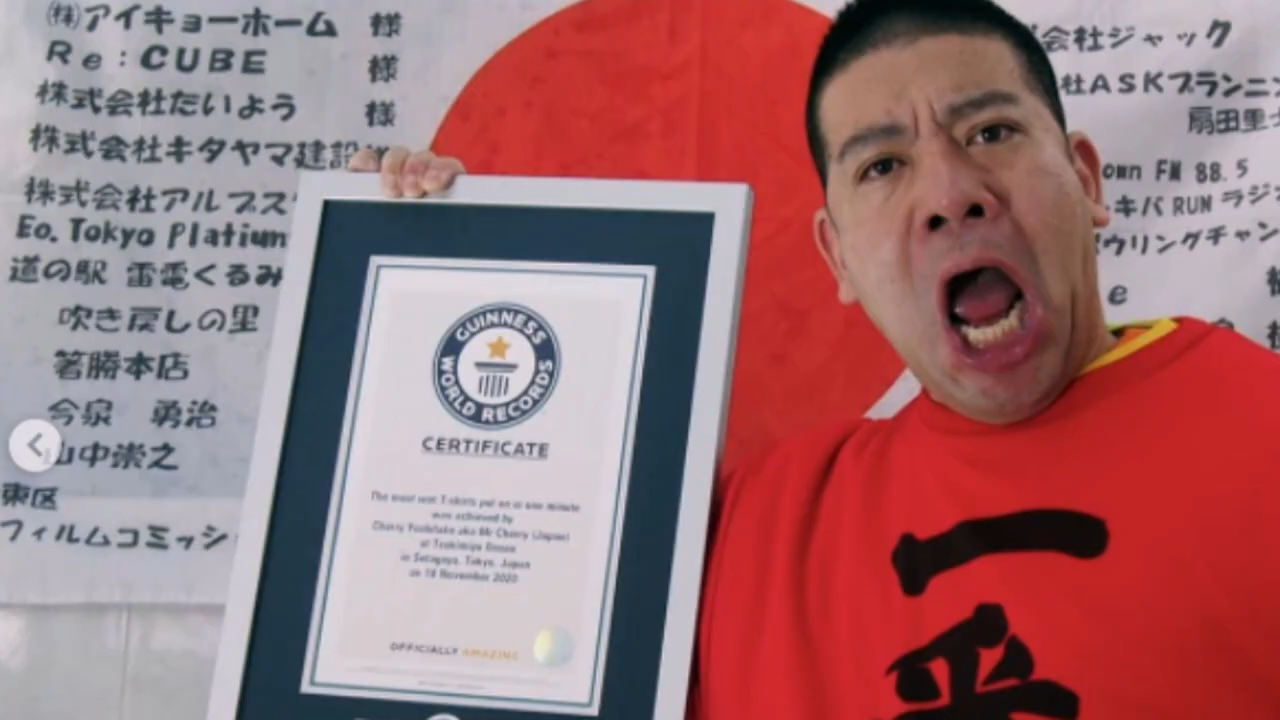 ㈱アイキョーホーム 様
Re:CUBE 様
株式会社たいよう 様
株式会社キタヤマ建設
株式会社アルプス
Eo.Tokyo Platium
道の駅 雷電くるみ
吹き戻しの里
箸勝本店
今泉 勇治
山中崇之
東区
フィルムコミッシ
会社ジャック
社ASKプランニン
扇田里士
own FM 88.5
キバRUNラジ
ウリングチャン
e
GUINNESS
WORLD RECORDS
CERTIFICATE
The most wet T-shirts put on in one minute
was achieved by
Cherry Yoshitake aka Mr Cherry (Japan)
at
in Setagaya, Tokyo, Japan
on 18 November 2020
OFFICIALLY AMAZING
一
番